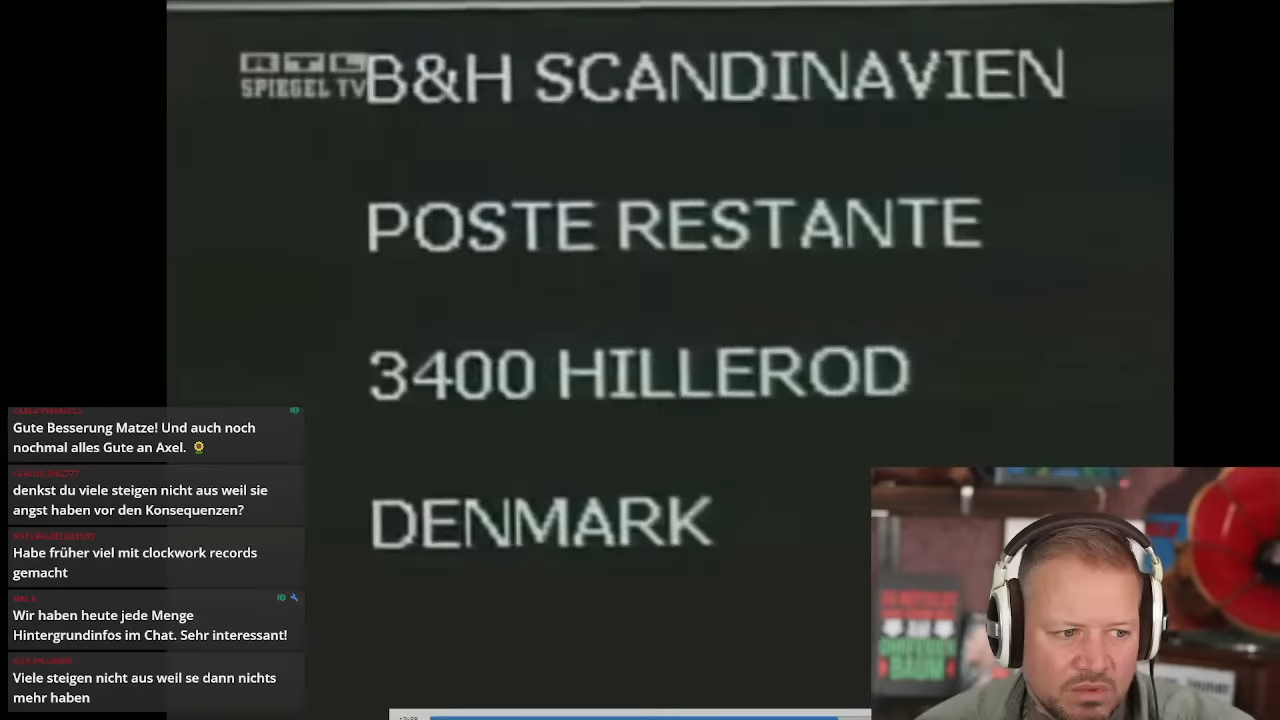 RTL
SPIEGEL TV
B&H SCANDINAVIEN
POSTE RESTANTE
3400 HILLEROD
DENMARK
Gute Besserung Matze! Und auch noch
nochmal alles Gute an Axel. 🌻
denkst du viele steigen nicht aus weil sie
angst haben vor den Konsequenzen?
Habe früher viel mit clockwork records
gemacht
Wir haben heute jede Menge
Hintergrundinfos im Chat. Sehr interessant!
Viele steigen nicht aus weil se dann nichts
mehr haben